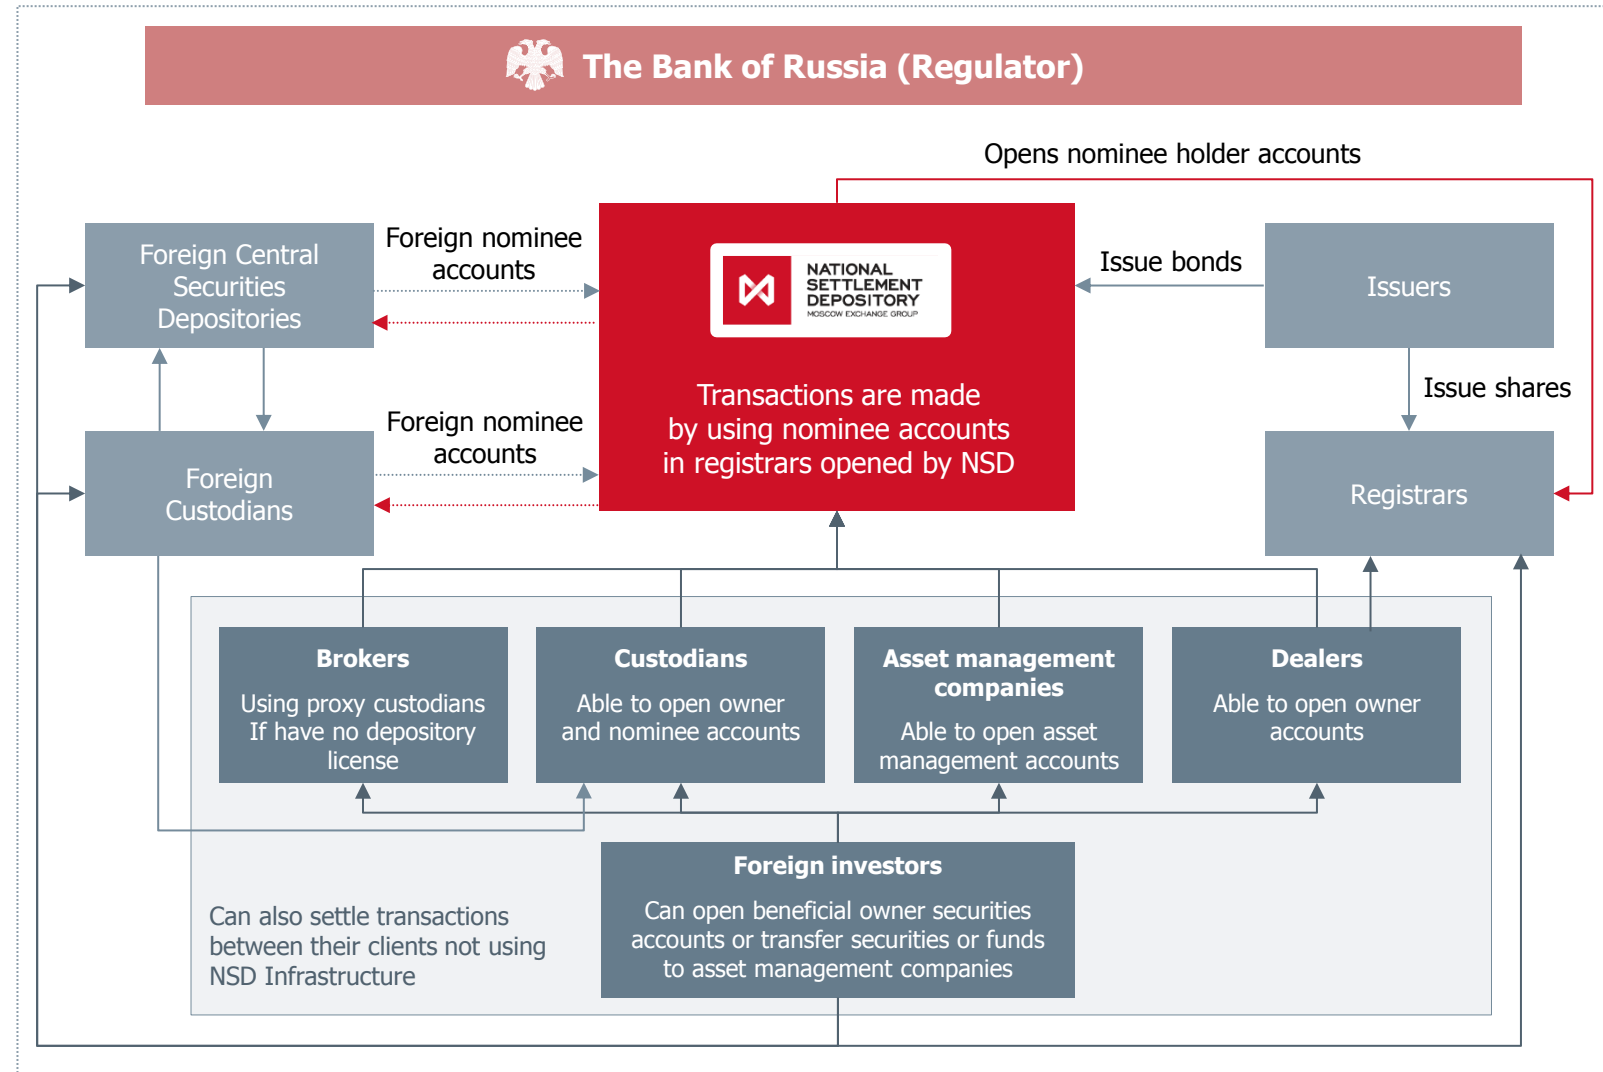 The Bank of Russia (Regulator)
Opens nominee holder accounts
Foreign Central
Securities
Depositories
Foreign nominee
accounts
NATIONAL
SETTLEMENT
DEPOSITORY
MOSCOW EXCHANGE GROUP
Issue bonds
Issuers
Transactions are made
by using nominee accounts
in registrars opened by NSD
Issue shares
Foreign nominee
accounts
Foreign
Custodians
Registrars
Brokers
Using proxy custodians
If have no depository
license
Custodians
Able to open owner
and nominee accounts
Asset management
companies
Able to open asset
management accounts
Dealers
Able to open owner
accounts
Foreign investors
Can open beneficial owner securities
accounts or transfer securities or funds
to asset management companies
Can also settle transactions
between their clients not using
NSD Infrastructure